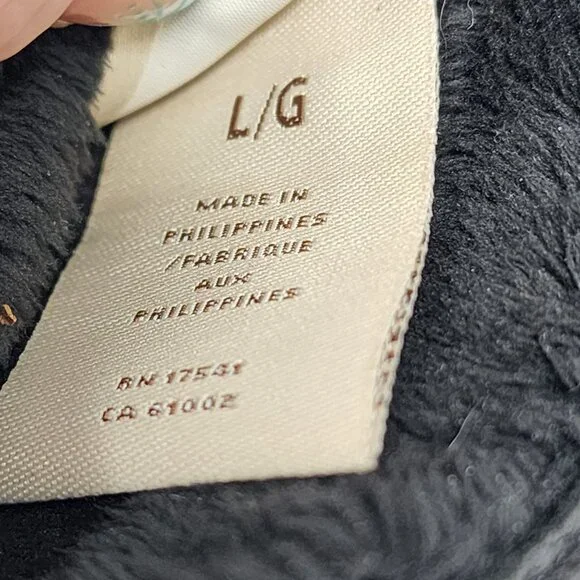 L/G
MADE IN
PHILIPPINES
/FABRIQUE
AUX
PHILIPPINES
RN 17541
CA 61002